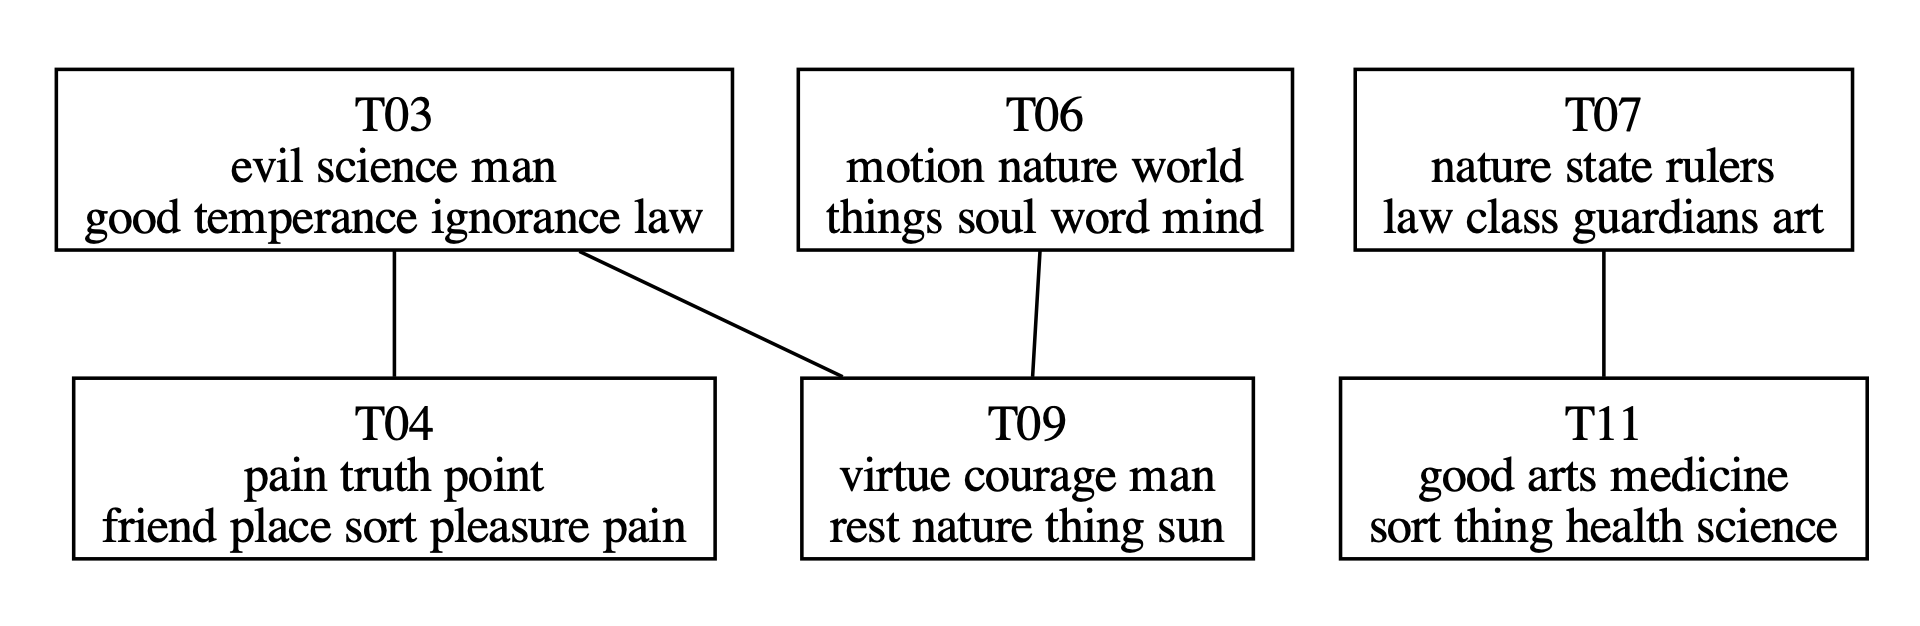 T03
evil science man
good temperance ignorance law
T06
motion nature world
things soul word mind
T07
nature state rulers
law class guardians art
T04
pain truth point
friend place sort pleasure pain
T09
virtue courage man
rest nature thing sun
T11
good arts medicine
sort thing health science